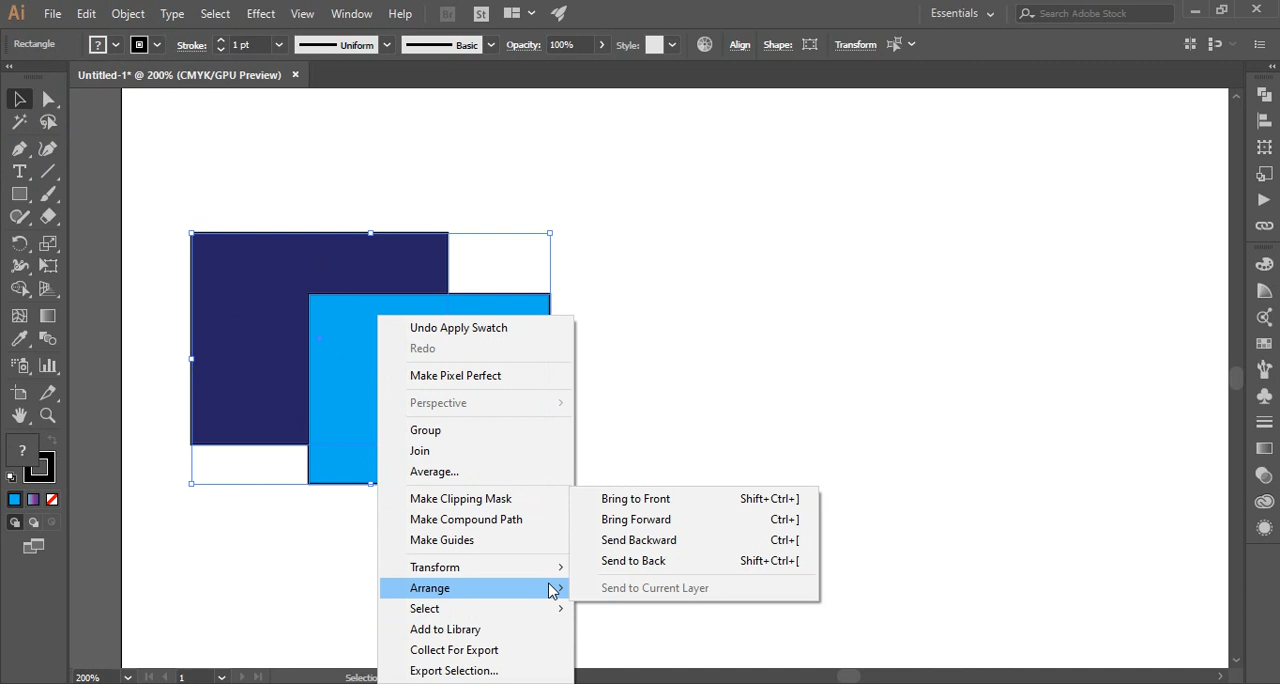 Ai File Edit Object Type Select Effect View Window Help Br St Essentials Search Adobe Stock
Rectangle ? Stroke: 1 pt Uniform Basic Opacity: 100% Style: Align Shape: Transform
Untitled-1* @ 200% (CMYK/GPU Preview)
T
?
Undo Apply Swatch
Redo
Make Pixel Perfect
Perspective
Group
Join
Average...
Make Clipping Mask
Make Compound Path
Make Guides
Transform
Arrange
Select
Add to Library
Collect For Export
Export Selection...
Bring to Front Shift+Ctrl+]
Bring Forward Ctrl+]
Send Backward Ctrl+[
Send to Back Shift+Ctrl+[
Send to Current Layer
200% 1 Selectio